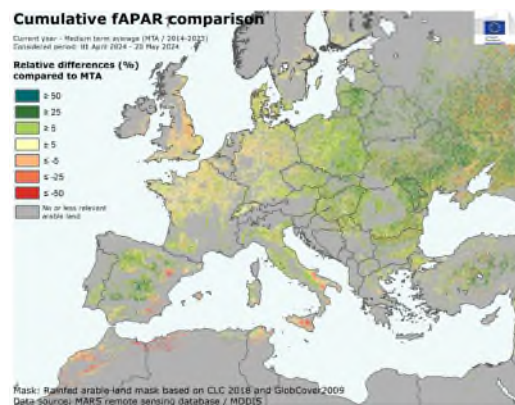 Cumulative fAPAR comparison
Current year - Medium term average (MTA / 2014-2023)
Considered period: 01 April 2024 - 20 May 2024
Relative differences (%)
compared to MTA
≥ 50
≥ 25
≥ 5
≥ 5
≤ -5
≤ -25
≤ -50
No or less relevant
arable land
Mask: Rainfed arable land mask based on CLC 2018 and GlobCover2009
Data source: MARS remote sensing database / MODIS